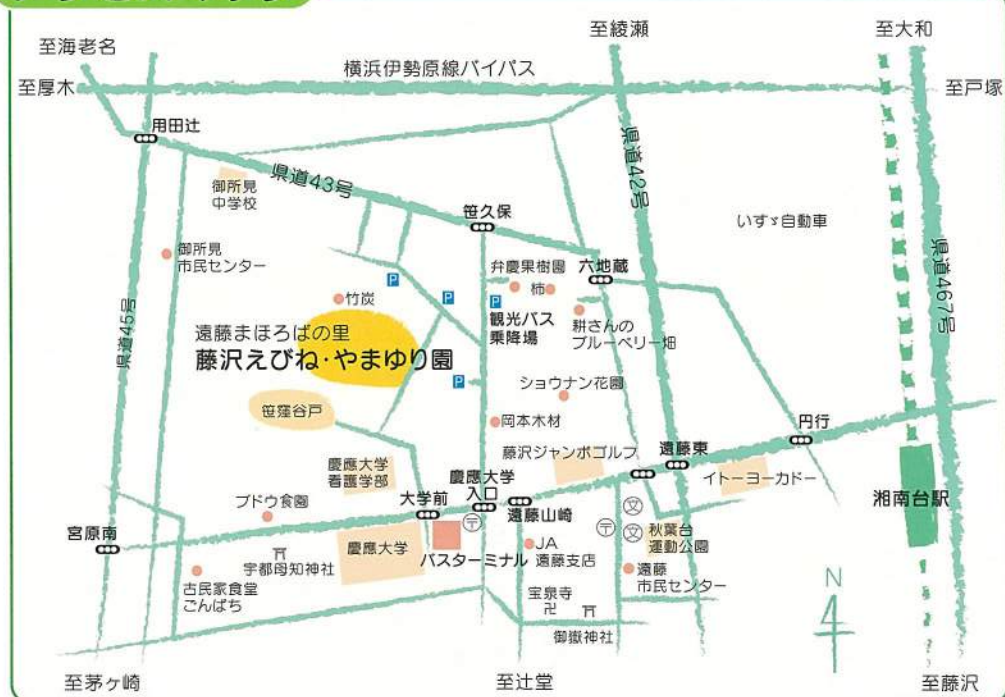 至海老名
至綾瀬
至大和
至厚木
横浜伊勢原線バイパス
至戸塚
用田辻
県道43号
県道42号
御所見
中学校
笹久保
いすゞ自動車
御所見
市民センター
弁慶果樹園
六地蔵
柿
県道467号
P
P
P
竹炭
観光バス
乗降場
耕さんの
ブルーベリー畑
県道45号
遠藤まほろばの里
藤沢えびね・やまゆり園
P
ショウナン花園
笹窪谷戸
岡本木材
円行
藤沢ジャンボゴルフ
遠藤東
慶應大学
看護学部
慶應大学
入口
イトーヨーカドー
ブドウ食園
大学前
遠藤山崎
湘南台駅
宮原南
〒
〒
文
文
秋葉台
運動公園
慶應大学
バスターミナル
JA
遠藤支店
宇都母知神社
古民家食堂
ごんぱち
遠藤
市民センター
宝泉寺
卍
御嶽神社
N
至茅ヶ崎
至辻堂
至藤沢